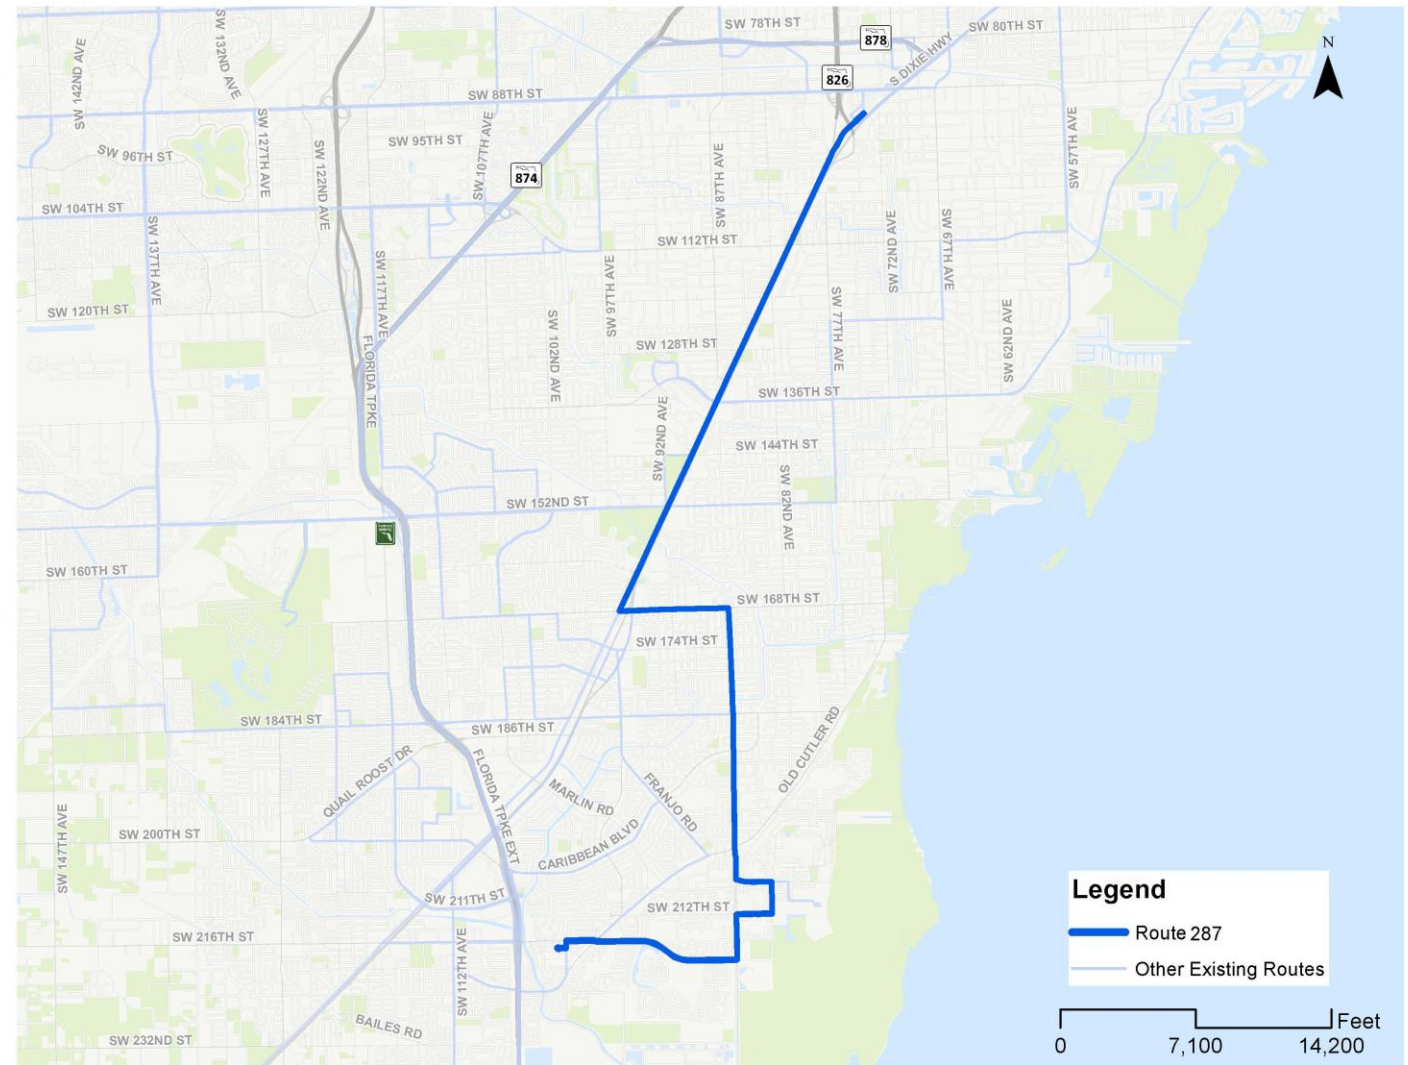 SW 78TH ST
SW 80TH ST
N
878
S DIXIE HWY
826
SW 142ND AVE
SW 132ND AVE
SW 88TH ST
SW 95TH ST
SW 96TH ST
SW 127TH AVE
SW 122ND AVE
SW 107TH AVE
874
SW 87TH AVE
SW 57TH AVE
SW 104TH ST
SW 137TH AVE
SW 112TH ST
SW 72ND AVE
SW 67TH AVE
SW 117TH AVE
SW 97TH AVE
SW 120TH ST
SW 102ND AVE
SW 77TH AVE
SW 62ND AVE
FLORIDA TPKE
SW 128TH ST
SW 136TH ST
SW 92ND AVE
SW 144TH ST
SW 152ND ST
SW 82ND AVE
SW 160TH ST
SW 168TH ST
SW 174TH ST
SW 184TH ST
SW 186TH ST
OLD CUTLER RD
QUAIL ROOST DR
FLORIDA TPKE EXT
MARLIN RD
FRANJO RD
SW 147TH AVE
SW 200TH ST
CARIBBEAN BLVD
SW 211TH ST
SW 212TH ST
SW 216TH ST
SW 112TH AVE
BAILES RD
SW 232ND ST
Legend
Route 287
Other Existing Routes
Feet
0 7,100 14,200